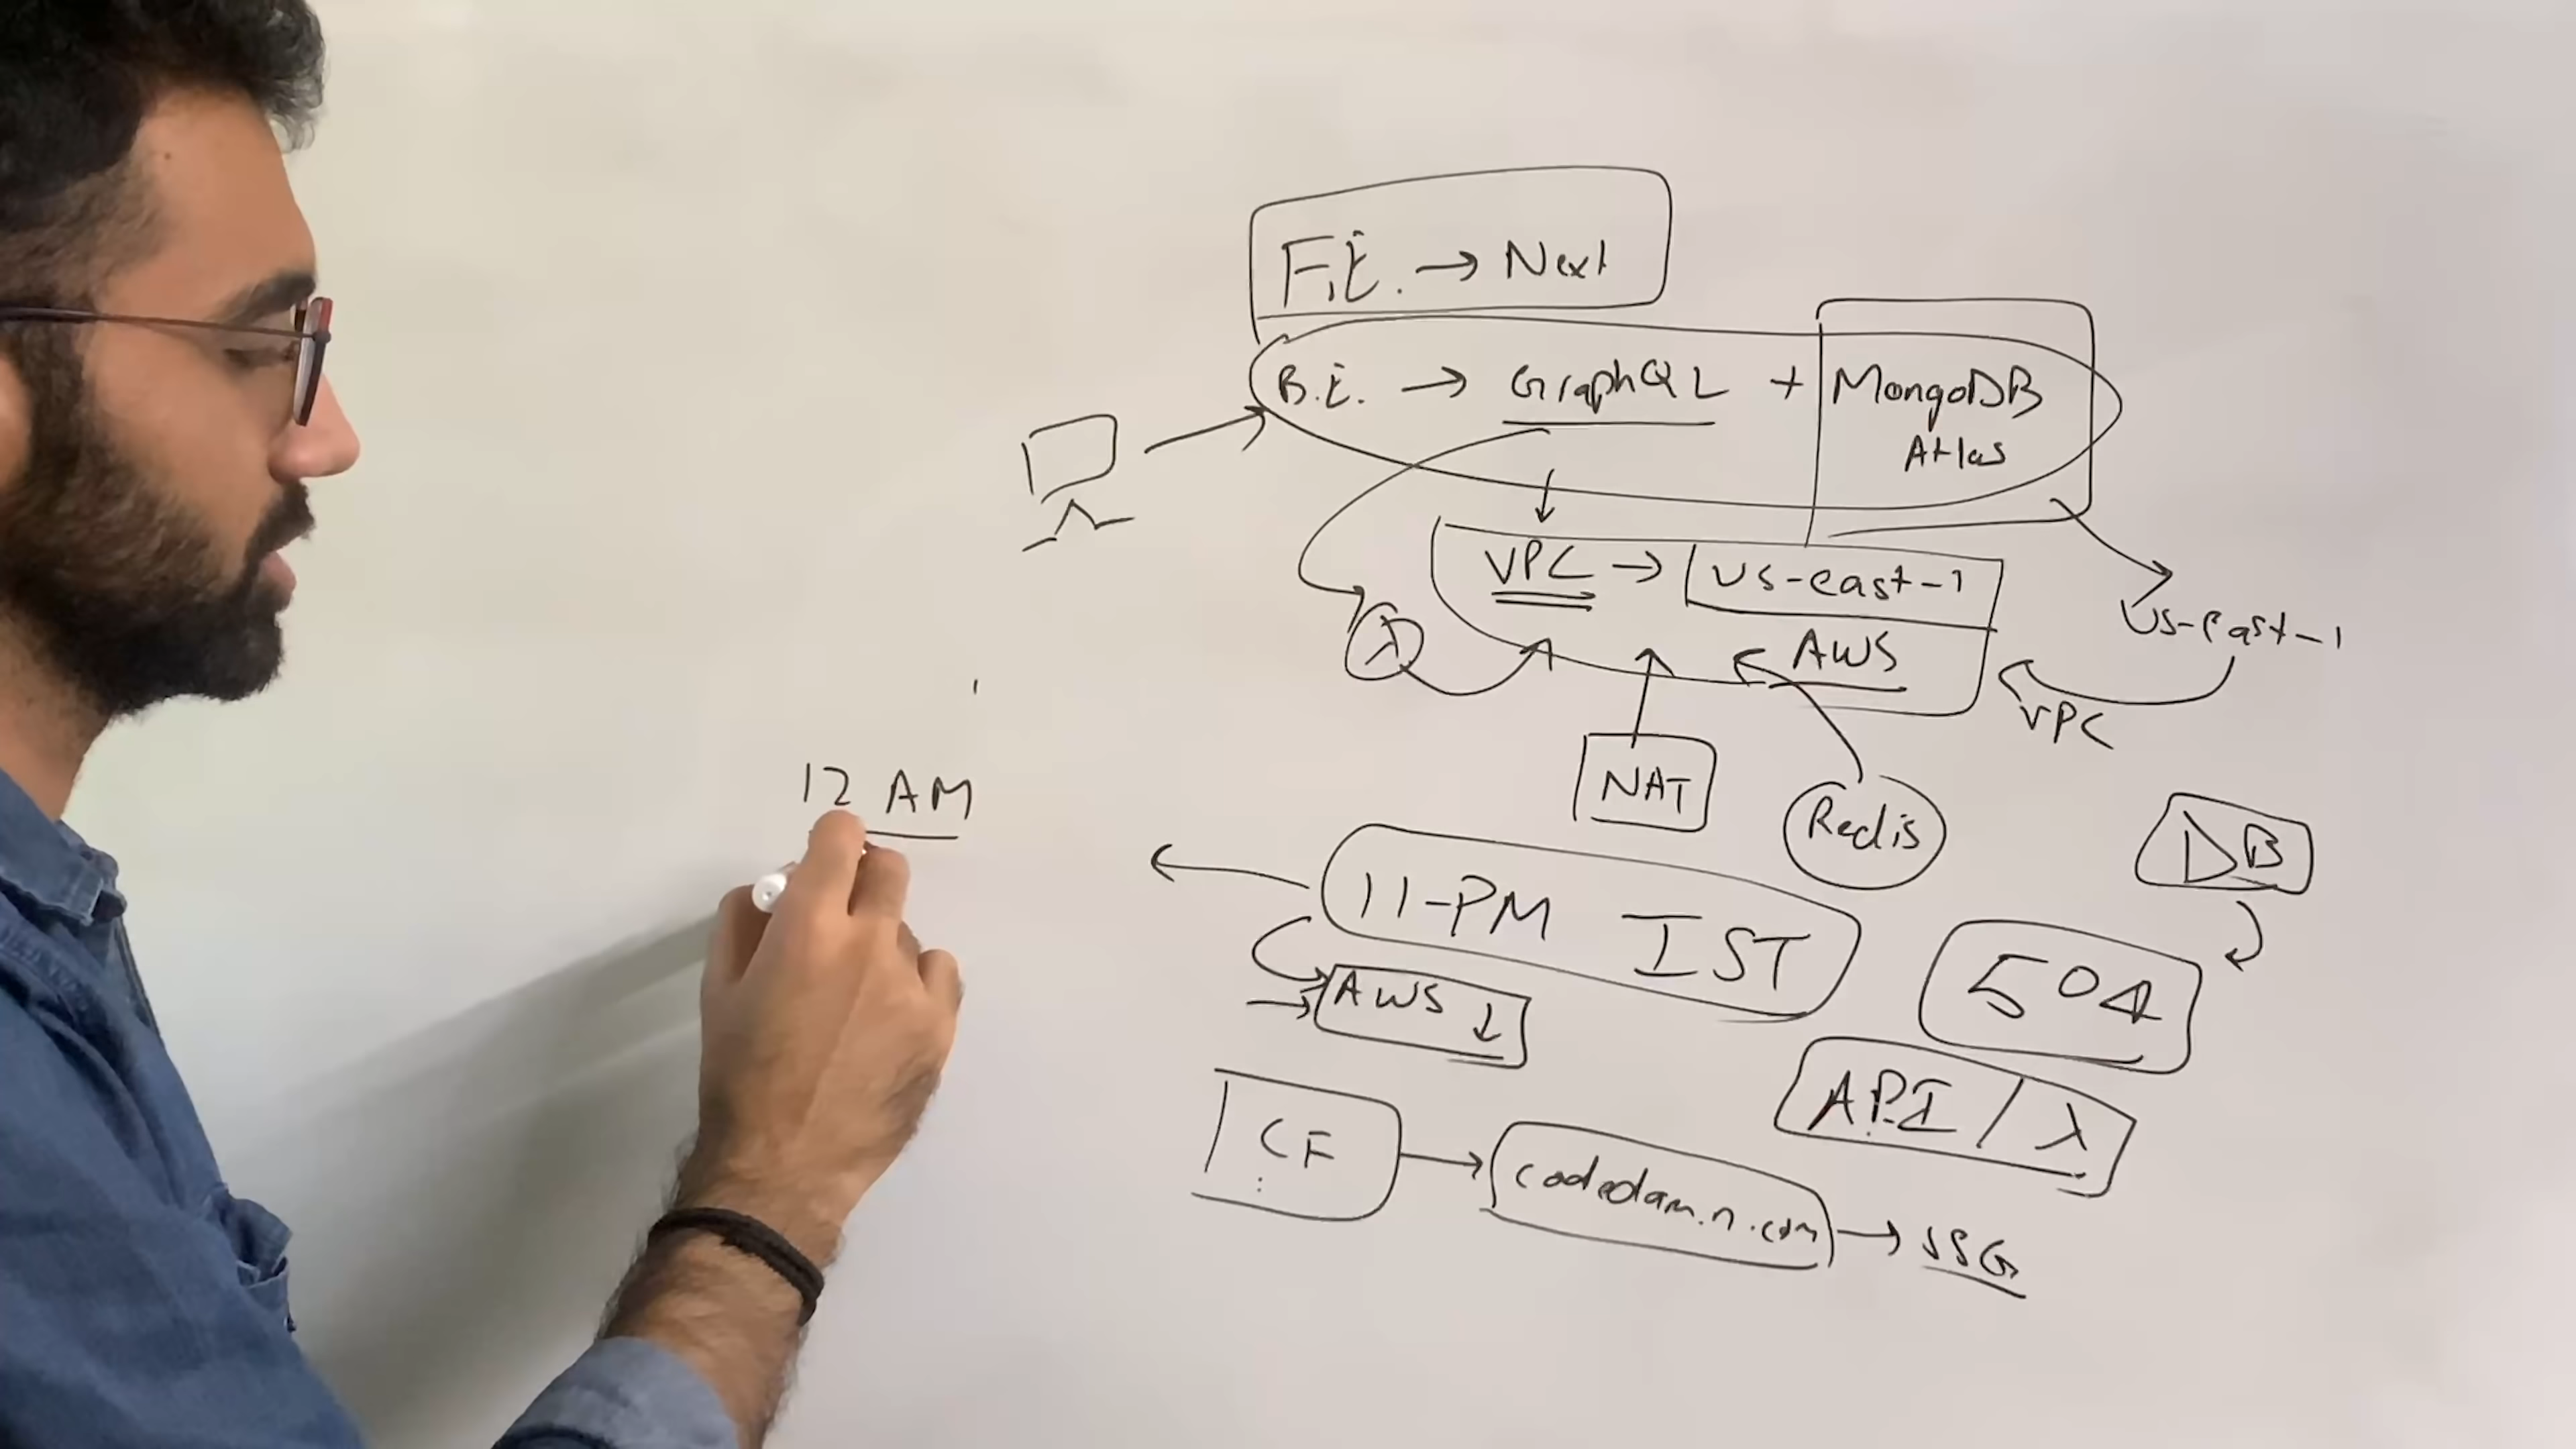 F.E. → Next
B.E. → GraphQL + MongoDB
Atlas
VPC → us-east-1
us-east-1
λ
AWS
VPC
NAT
Redis
12 AM
DB
11-PM IST
504
AWS ↓
API / λ
CF
codedamn.com → SSG